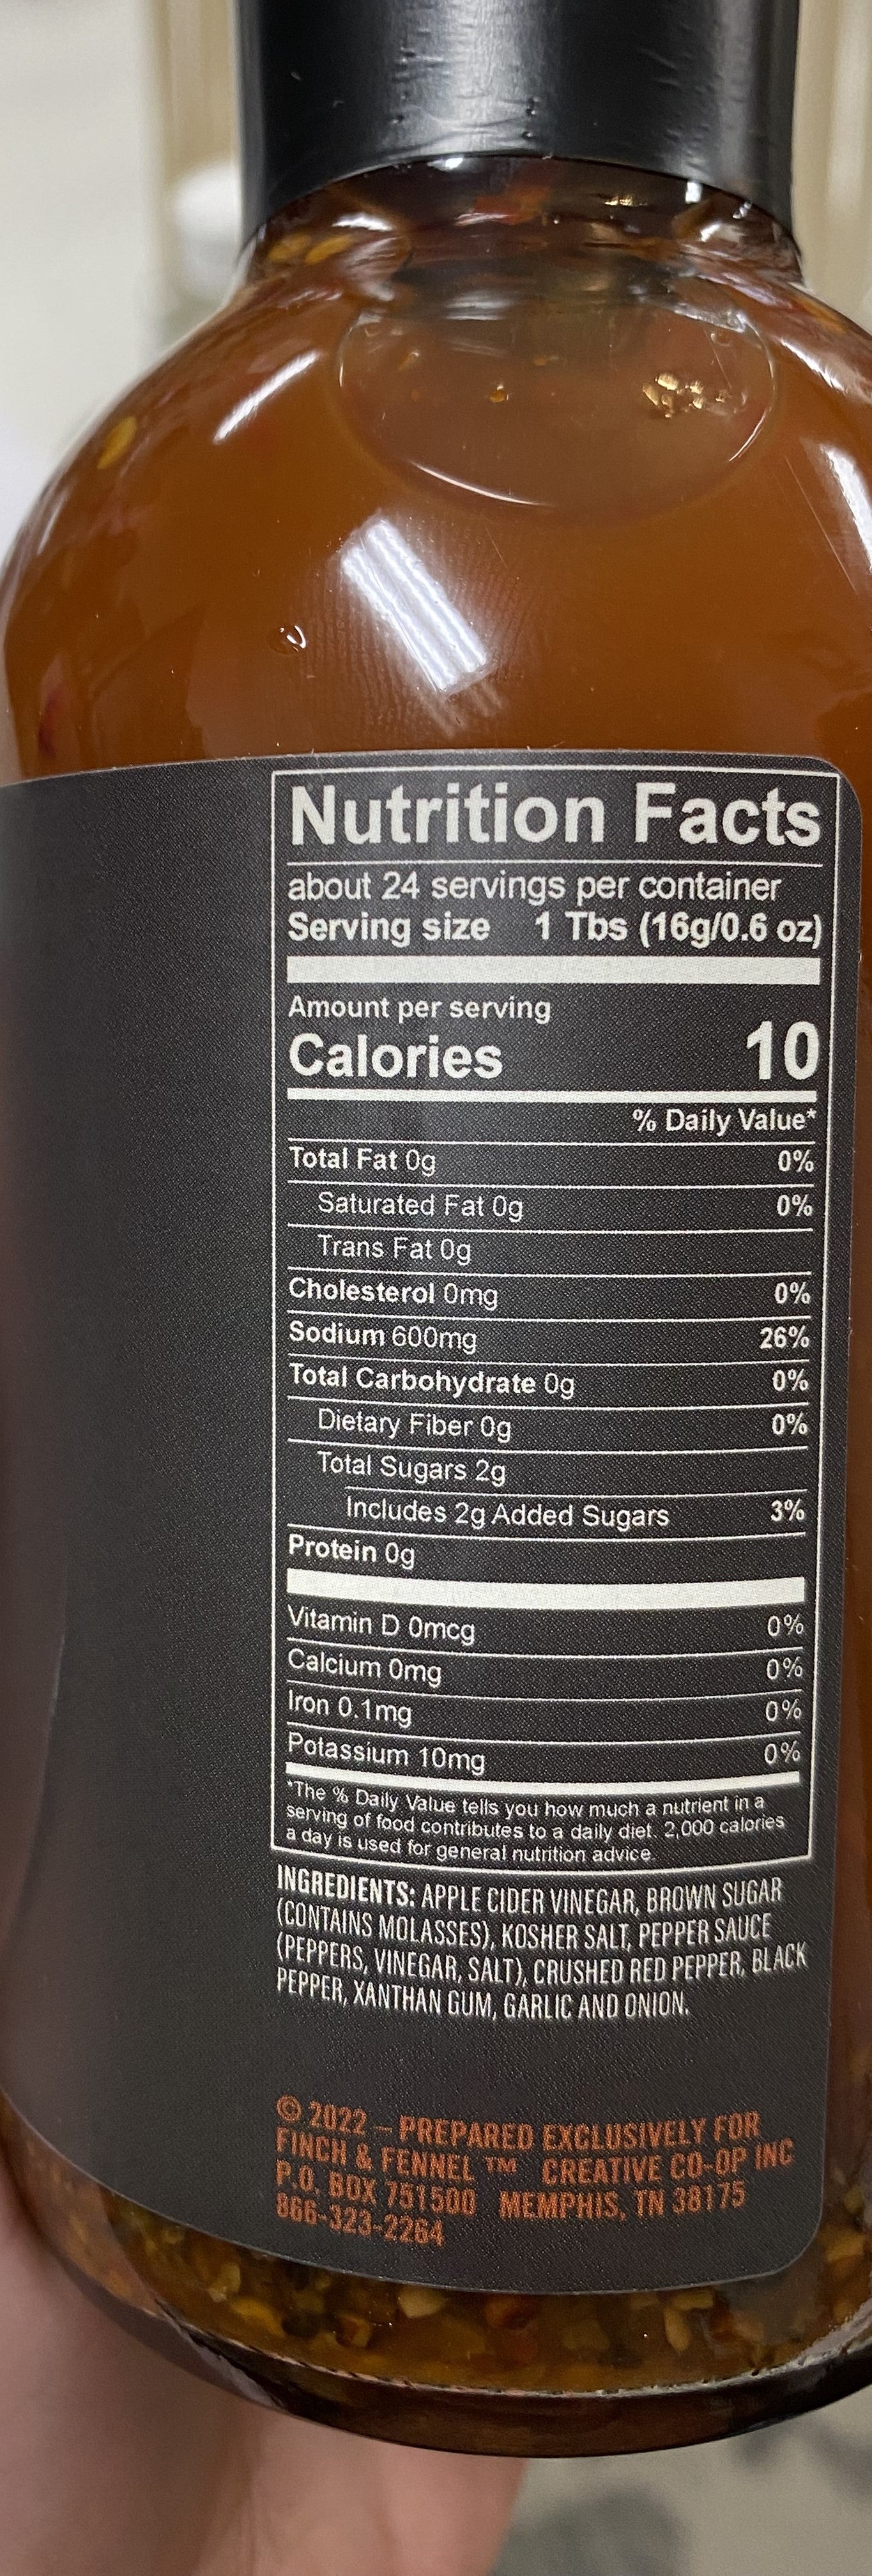 Nutrition Facts
about 24 servings per container
Serving size 1 Tbs (16g/0.6 oz)
Amount per serving
Calories 10
% Daily Value*
Total Fat 0g 0%
Saturated Fat 0g 0%
Trans Fat 0g
Cholesterol 0mg 0%
Sodium 600mg 26%
Total Carbohydrate 0g 0%
Dietary Fiber 0g 0%
Total Sugars 2g
Includes 2g Added Sugars 3%
Protein 0g
Vitamin D 0mcg 0%
Calcium 0mg 0%
Iron 0.1mg 0%
Potassium 10mg 0%
*The % Daily Value tells you how much a nutrient in a
serving of food contributes to a daily diet. 2,000 calories
a day is used for general nutrition advice.
INGREDIENTS: APPLE CIDER VINEGAR, BROWN SUGAR
(CONTAINS MOLASSES), KOSHER SALT, PEPPER SAUCE
(PEPPERS, VINEGAR, SALT), CRUSHED RED PEPPER, BLACK
PEPPER, XANTHAN GUM, GARLIC AND ONION.
© 2022 – PREPARED EXCLUSIVELY FOR
FINCH & FENNEL ™ CREATIVE CO-OP INC
P.O. BOX 751500 MEMPHIS, TN 38175
866-323-2264